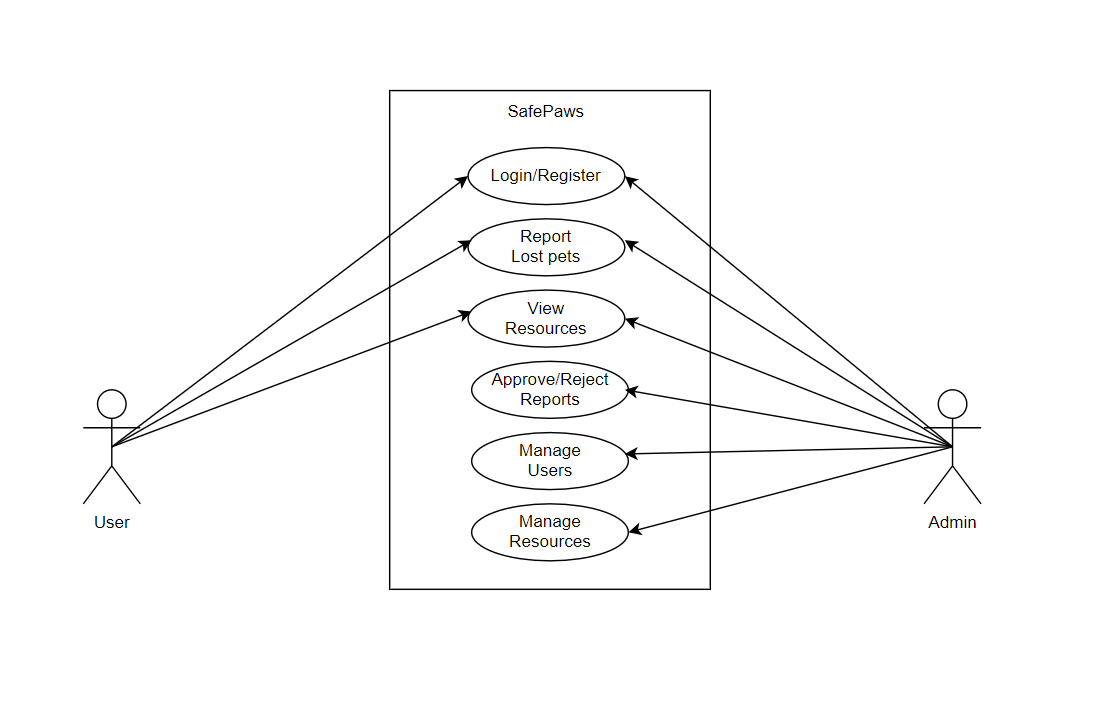 SafePaws
Login/Register
Report
Lost pets
View
Resources
Approve/Reject
Reports
Manage
Users
Manage
Resources
User
Admin